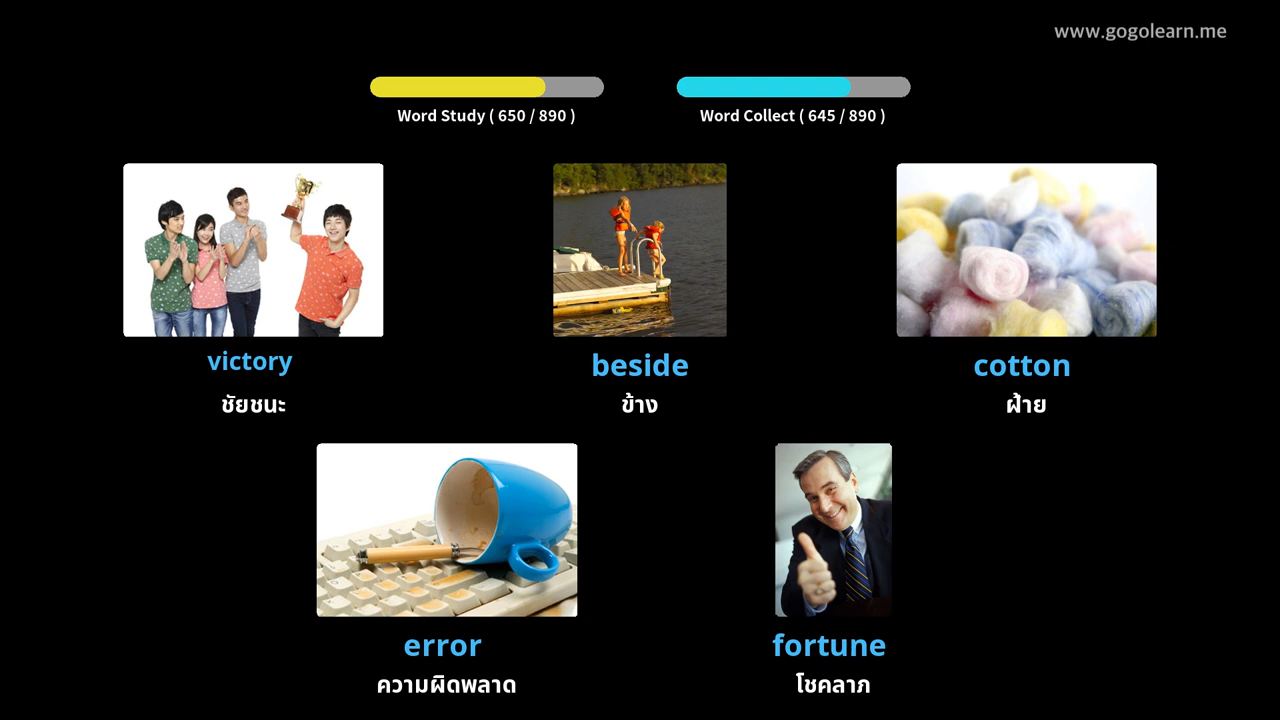 www.gogolearn.me
Word Study ( 650 / 890 )
Word Collect ( 645 / 890 )
victory
ชัยชนะ
beside
ข้าง
cotton
ฝ้าย
error
ความผิดพลาด
fortune
โชคลาภ